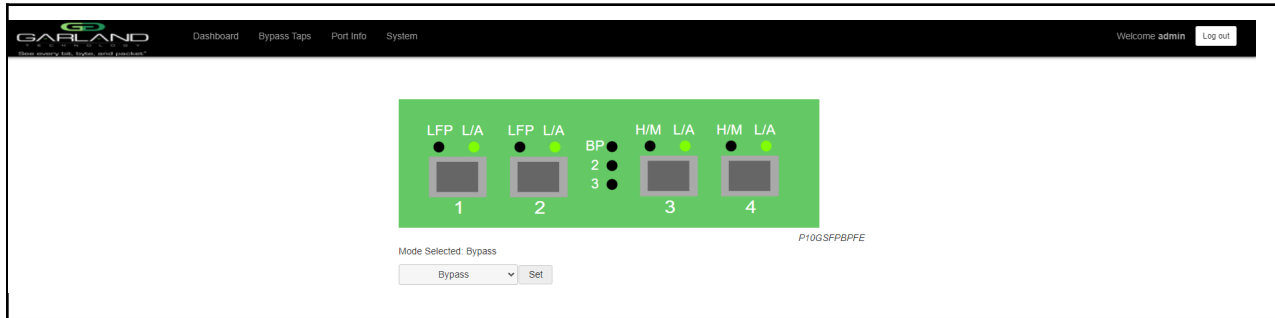 GARLAND
TECHNOLOGY
See every bit, byte, and packet®
Dashboard Bypass Taps Port Info System
Welcome admin Log out
LFP L/A LFP L/A H/M L/A H/M L/A
BP
2
3
1 2 3 4
P10GSFPBPFE
Mode Selected: Bypass
Bypass Set